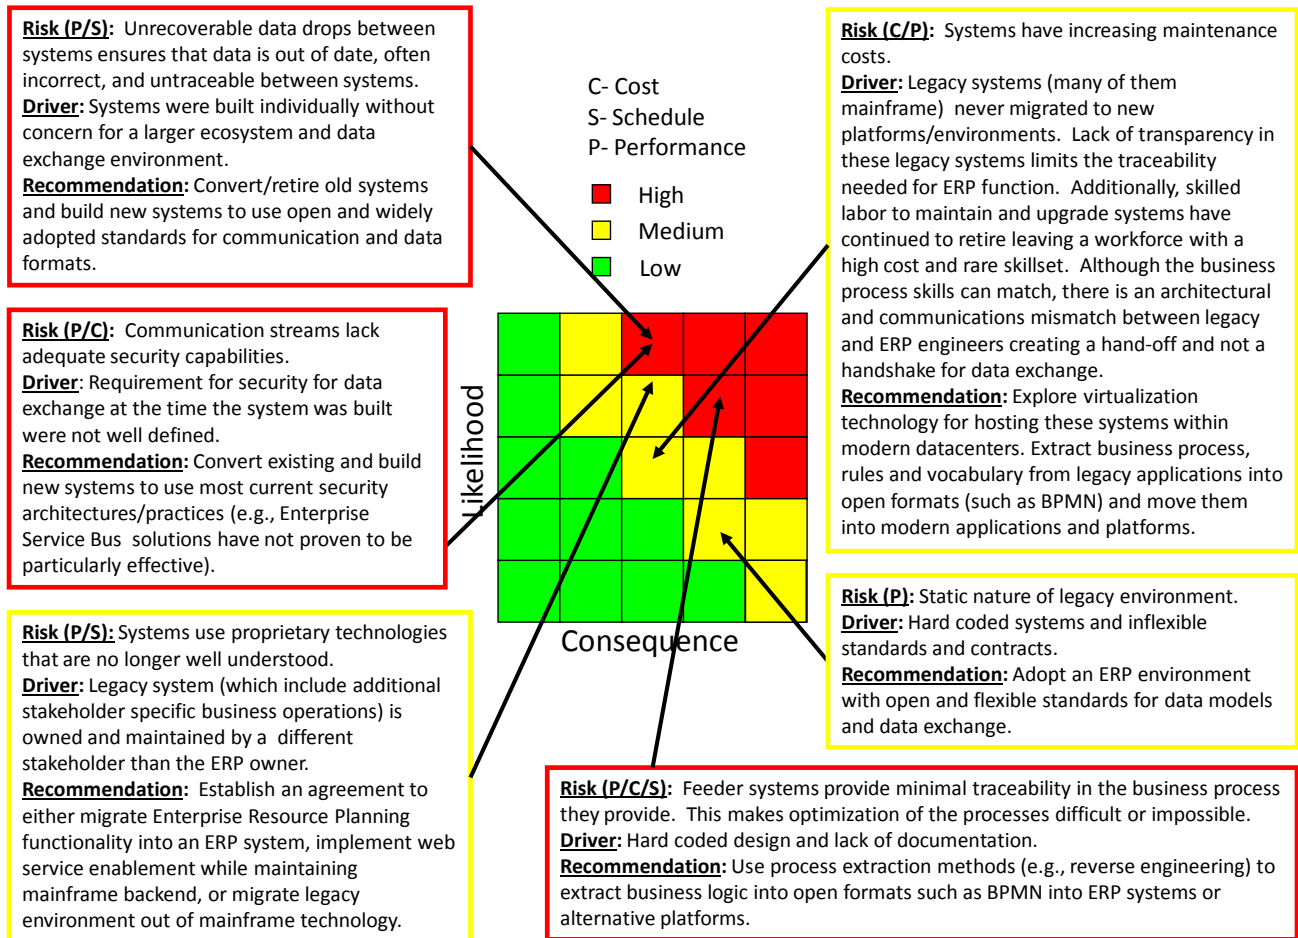 Risk (P/S): Unrecoverable data drops between
systems ensures that data is out of date, often
incorrect, and untraceable between systems.
Driver: Systems were built individually without
concern for a larger ecosystem and data
exchange environment.
Recommendation: Convert/retire old systems
and build new systems to use open and widely
adopted standards for communication and data
formats.
Risk (P/C): Communication streams lack
adequate security capabilities.
Driver: Requirement for security for data
exchange at the time the system was built
were not well defined.
Recommendation: Convert existing and build
new systems to use most current security
architectures/practices (e.g., Enterprise
Service Bus solutions have not proven to be
particularly effective).
Risk (P/S): Systems use proprietary technologies
that are no longer well understood.
Driver: Legacy system (which include additional
stakeholder specific business operations) is
owned and maintained by a different
stakeholder than the ERP owner.
Recommendation: Establish an agreement to
either migrate Enterprise Resource Planning
functionality into an ERP system, implement web
service enablement while maintaining
mainframe backend, or migrate legacy
environment out of mainframe technology.
C- Cost
S- Schedule
P- Performance
High
Medium
Low
Likelihood
Consequence
Risk (C/P): Systems have increasing maintenance
costs.
Driver: Legacy systems (many of them
mainframe) never migrated to new
platforms/environments. Lack of transparency in
these legacy systems limits the traceability
needed for ERP function. Additionally, skilled
labor to maintain and upgrade systems have
continued to retire leaving a workforce with a
high cost and rare skillset. Although the business
process skills can match, there is an architectural
and communications mismatch between legacy
and ERP engineers creating a hand-off and not a
handshake for data exchange.
Recommendation: Explore virtualization
technology for hosting these systems within
modern datacenters. Extract business process,
rules and vocabulary from legacy applications into
open formats (such as BPMN) and move them
into modern applications and platforms.
Risk (P): Static nature of legacy environment.
Driver: Hard coded systems and inflexible
standards and contracts.
Recommendation: Adopt an ERP environment
with open and flexible standards for data models
and data exchange.
Risk (P/C/S): Feeder systems provide minimal traceability in the business process
they provide. This makes optimization of the processes difficult or impossible.
Driver: Hard coded design and lack of documentation.
Recommendation: Use process extraction methods (e.g., reverse engineering) to
extract business logic into open formats such as BPMN into ERP systems or
alternative platforms.